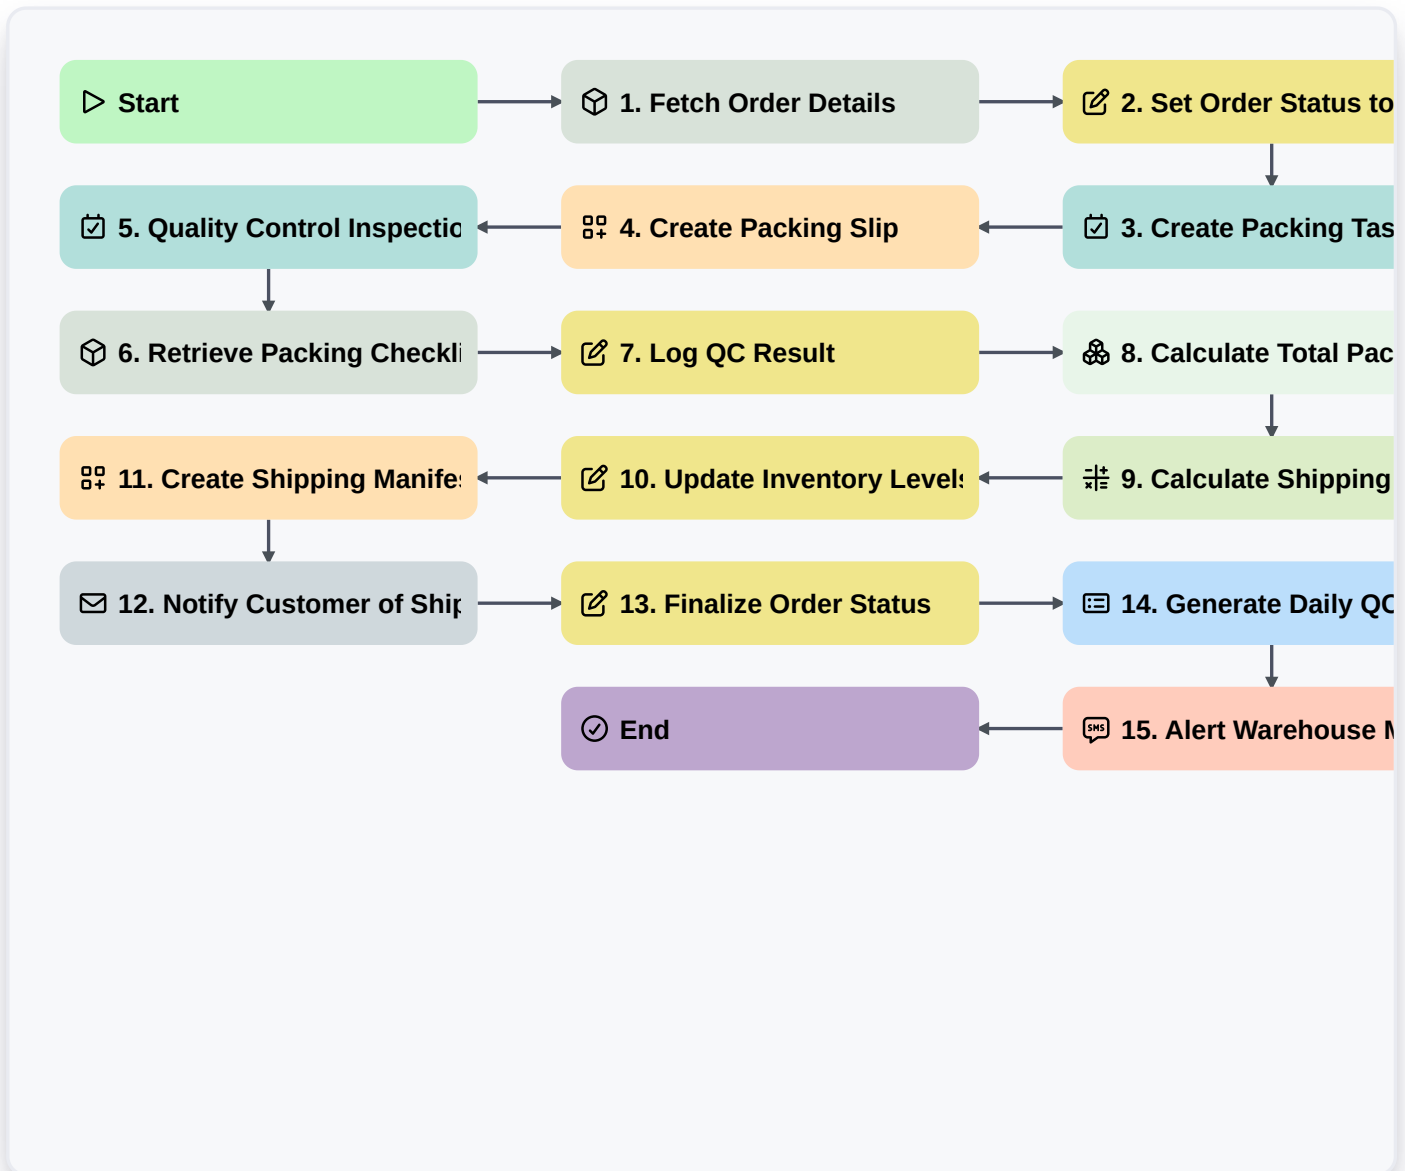 Start
1. Fetch Order Details
2. Set Order Status to
5. Quality Control Inspectio
4. Create Packing Slip
3. Create Packing Tas
6. Retrieve Packing Checkli
7. Log QC Result
8. Calculate Total Pac
11. Create Shipping Manifes
10. Update Inventory Levels
9. Calculate Shipping
12. Notify Customer of Ship
13. Finalize Order Status
14. Generate Daily QC
End
SMS
15. Alert Warehouse M